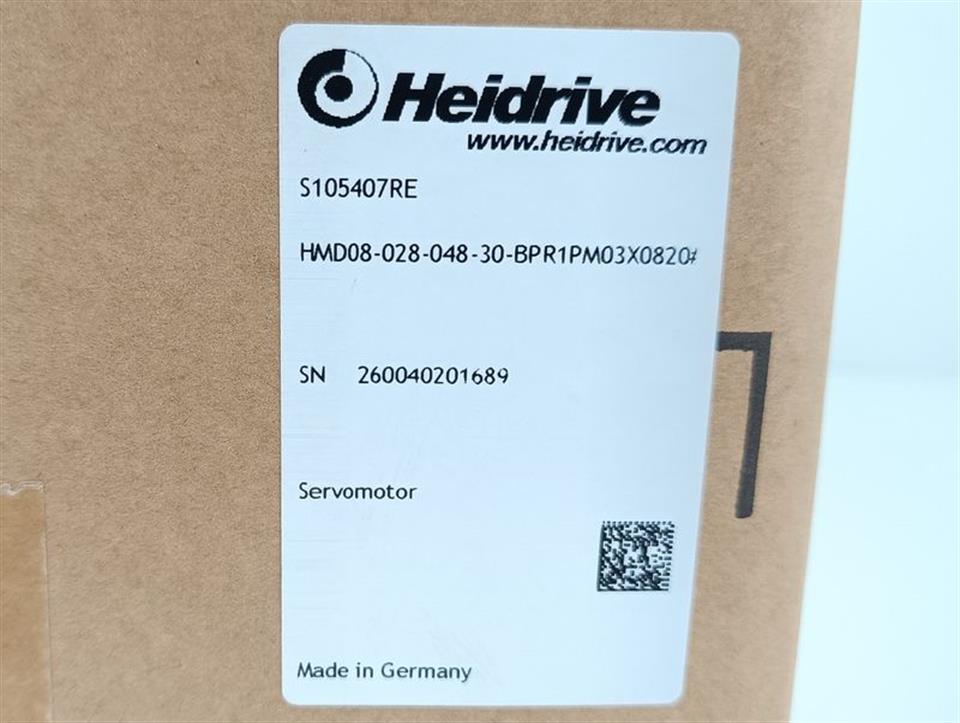 Heidrive
www.heidrive.com
S105407RE
HMD08-028-048-30-BPR1PM03X0820#
SN 260040201689
Servomotor
Made in Germany